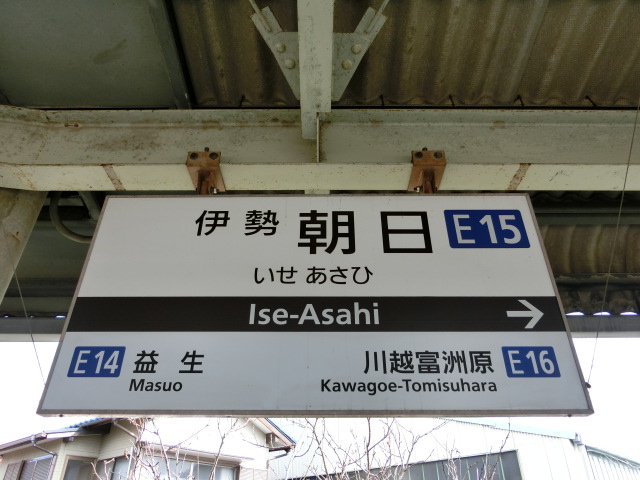 伊勢朝日 E15
いせ あさひ
Ise-Asahi →
E14 益生 川越富洲原 E16
Masuo Kawagoe-Tomisuhara